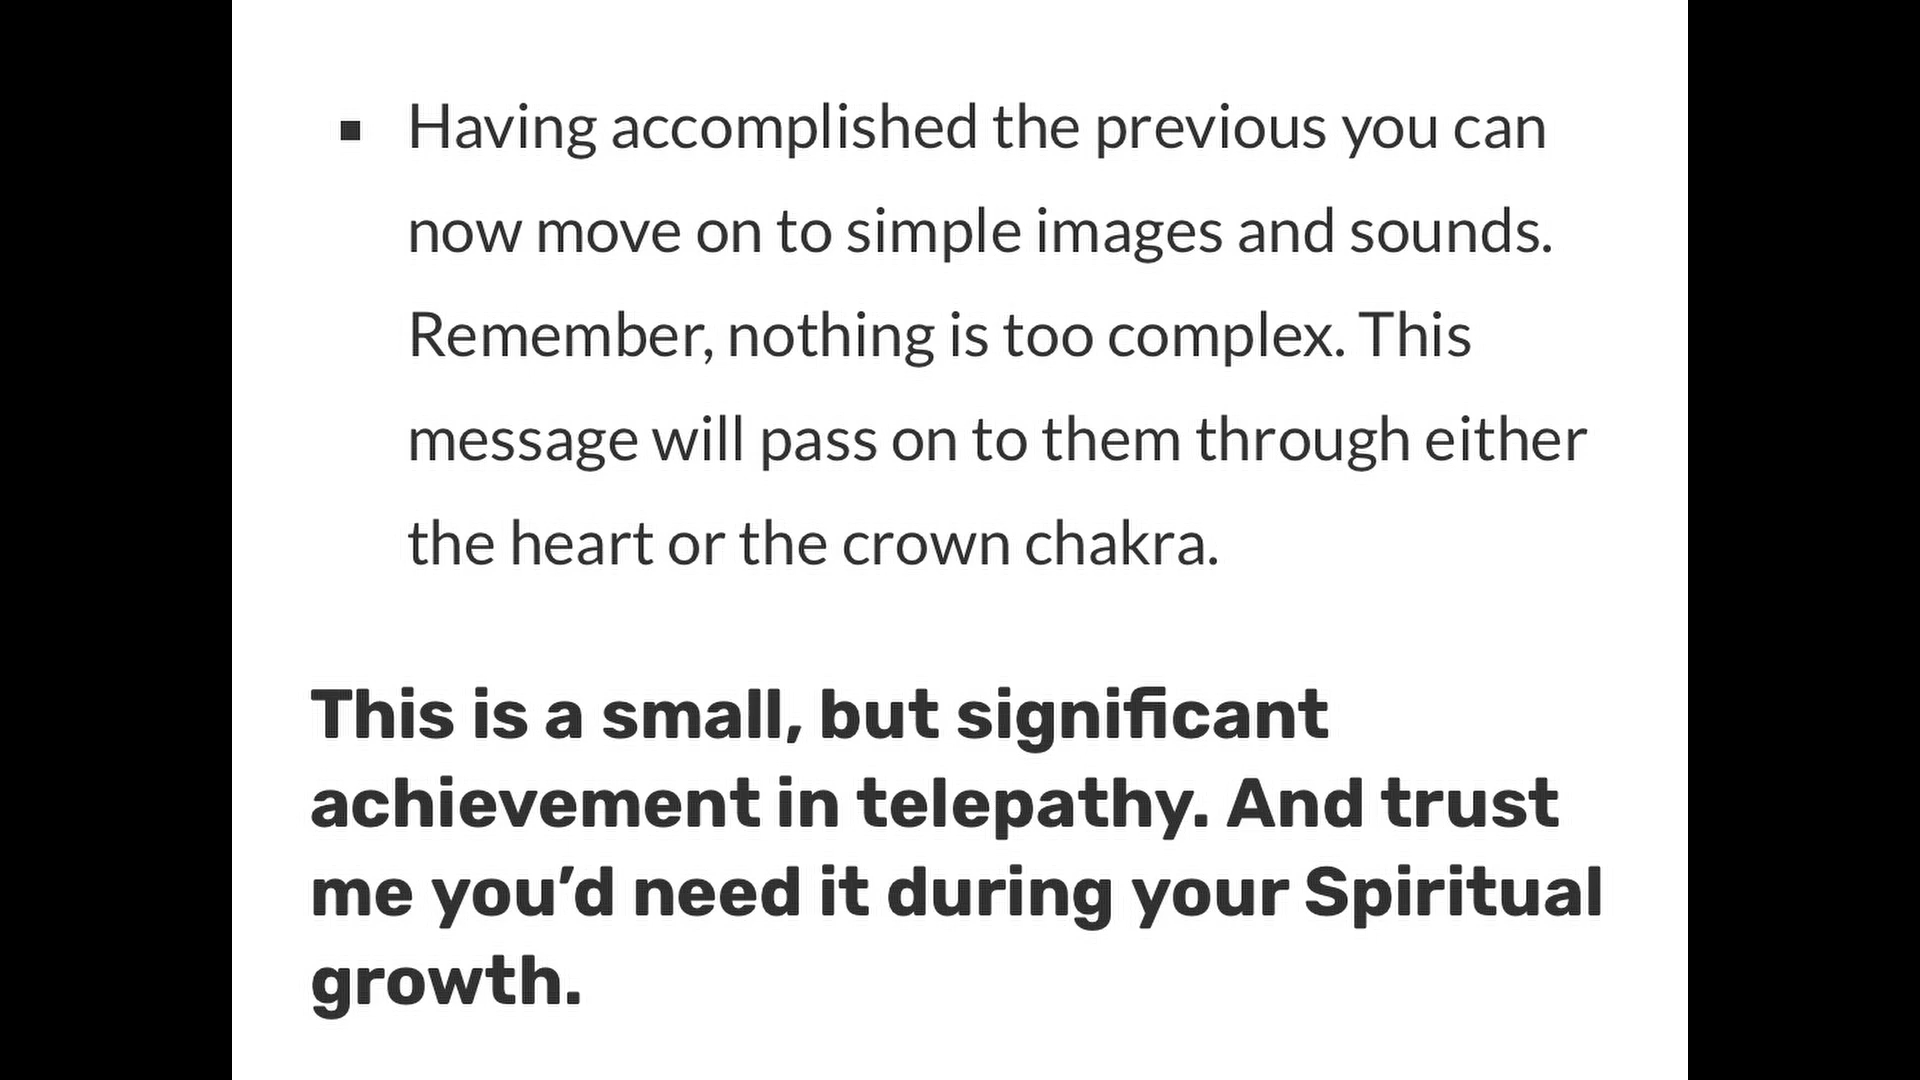 ▪ Having accomplished the previous you can
now move on to simple images and sounds.
Remember, nothing is too complex. This
message will pass on to them through either
the heart or the crown chakra.
This is a small, but significant
achievement in telepathy. And trust
me you’d need it during your Spiritual
growth.